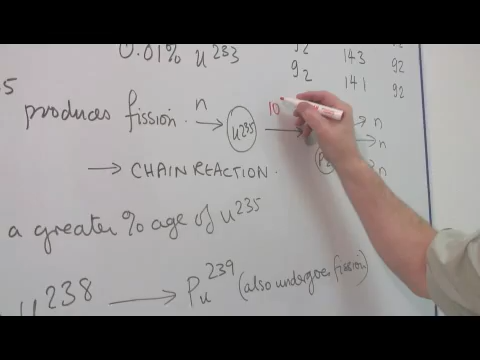 0.01% U233 92 143 92
5 92 141 92
produces fission. n → U235 10 → n
n
→ CHAIN REACTION. n
a greater % age of U235
U238 → Pu239 (also undergoes fission)